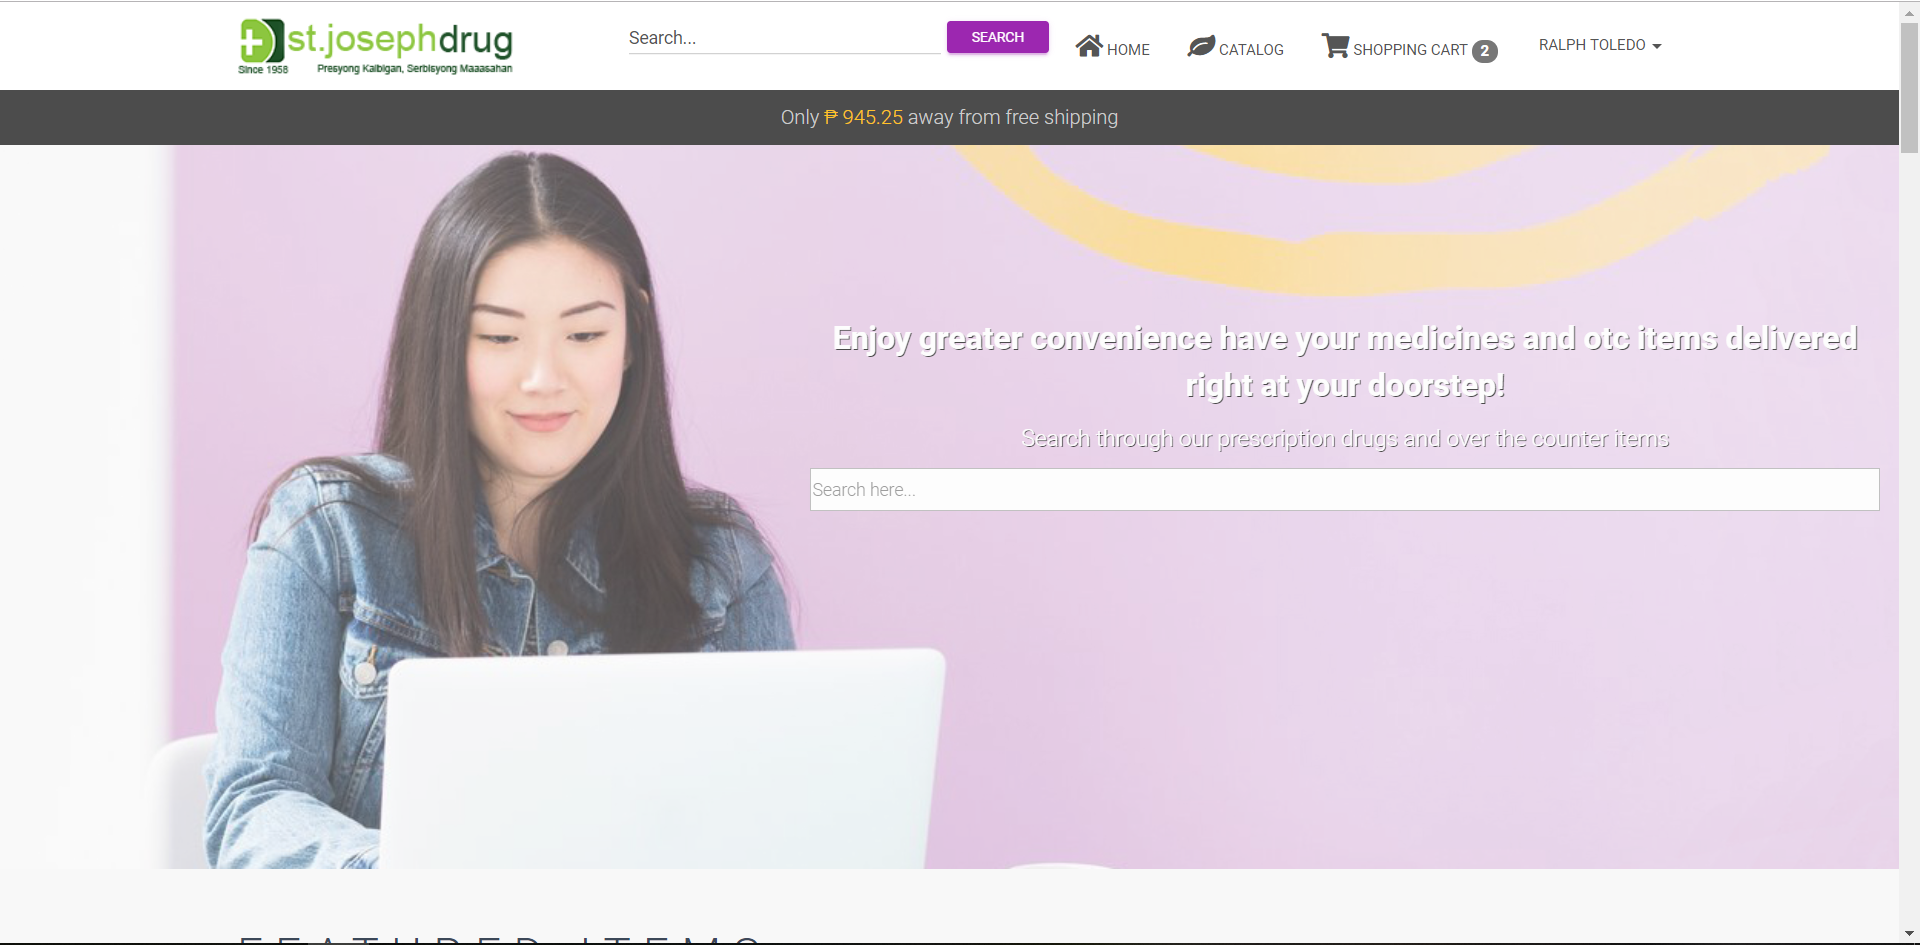 st.josephdrug
Since 1958 Presyong Kaibigan, Serbisyong Maaasahan
Search...
SEARCH
HOME
CATALOG
SHOPPING CART 2
RALPH TOLEDO
Only ₱ 945.25 away from free shipping
Enjoy greater convenience have your medicines and otc items delivered
right at your doorstep!
Search through our prescription drugs and over the counter items
Search here...
FEATURED ITEMS